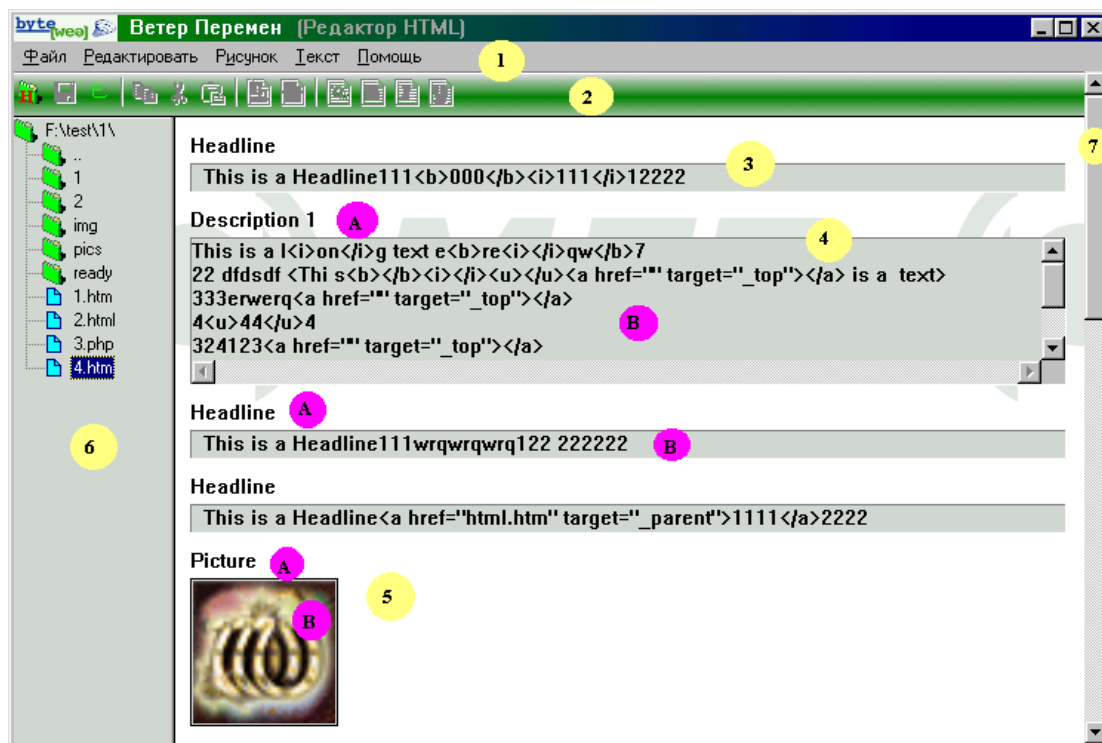 byte
[wea] Ветер Перемен (Редактор HTML)
Файл Редактировать Рисунок Текст Помощь
1
2
F:\test\1\
..
1
2
img
pics
ready
1.htm
2.html
3.php
4.htm
6
Headline
3
This is a Headline111<b>000</b><i>111</i>12222
Description 1 A
4
This is a l<i>on</i>g text e<b>re<i></i>qw</b>7
22 dfdsdf <Thi s<b></b><i></i><u></u><a href="" target="_top"></a> is a text>
333erwerq<a href="" target="_top"></a>
4<u>44</u>4
B
324123<a href="" target="_top"></a>
Headline A
This is a Headline111wrqwrqwrq122 222222 B
Headline
This is a Headline<a href="html.htm" target="_parent">1111</a>2222
Picture A
5
B
7